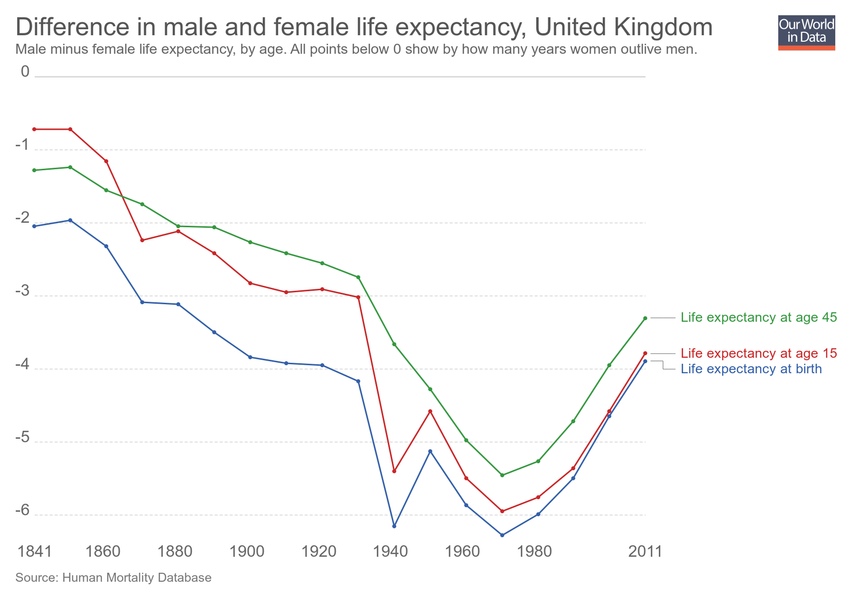 Difference in male and female life expectancy, United Kingdom
Male minus female life expectancy, by age. All points below 0 show by how many years women outlive men.
Our World
in Data
0
-1
-2
-3
-4
-5
-6
Life expectancy at age 45
Life expectancy at age 15
Life expectancy at birth
1841 1860 1880 1900 1920 1940 1960 1980 2011
Source: Human Mortality Database